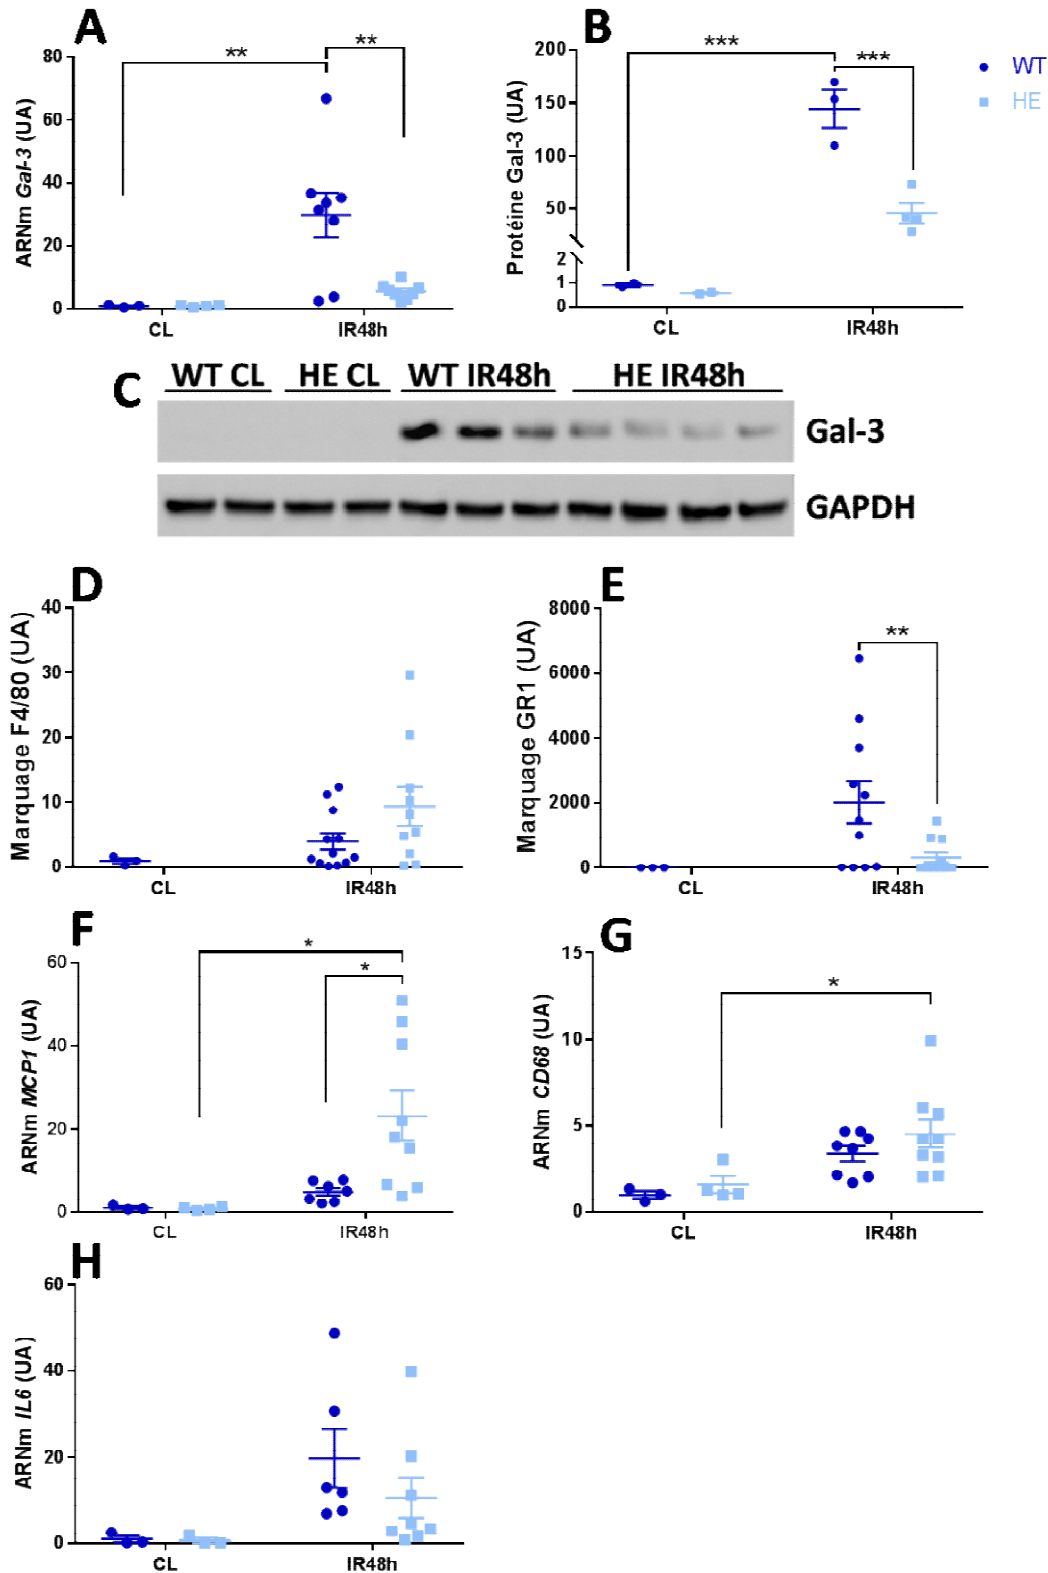 A
80
60
40
20
0
ARNm Gal-3 (UA)
**
**
CL
IR48h
B
200
150
100
50
2
1
0
Protéine Gal-3 (UA)
***
***
CL
IR48h
WT
HE
C
WT CL
HE CL
WT IR48h
HE IR48h
Gal-3
GAPDH
D
40
30
20
10
0
Marquage F4/80 (UA)
CL
IR48h
E
8000
6000
4000
2000
0
Marquage GR1 (UA)
**
CL
IR48h
F
60
40
20
0
ARNm MCP1 (UA)
*
*
CL
IR48h
G
15
10
5
0
ARNm CD68 (UA)
*
CL
IR48h
H
60
40
20
0
ARNm IL6 (UA)
CL
IR48h